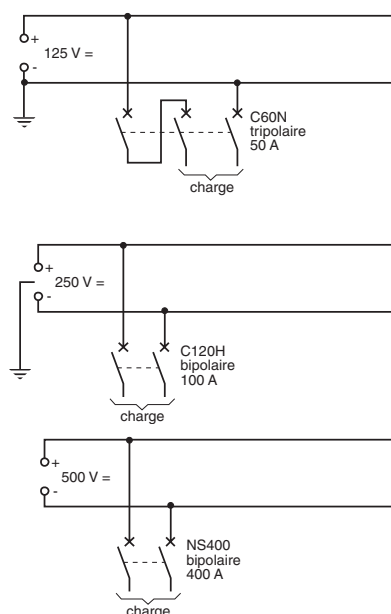 +
125 V =
-
C60N
tripolaire
50 A
charge
+
250 V =
-
C120H
bipolaire
100 A
charge
+
500 V =
-
NS400
bipolaire
400 A
charge